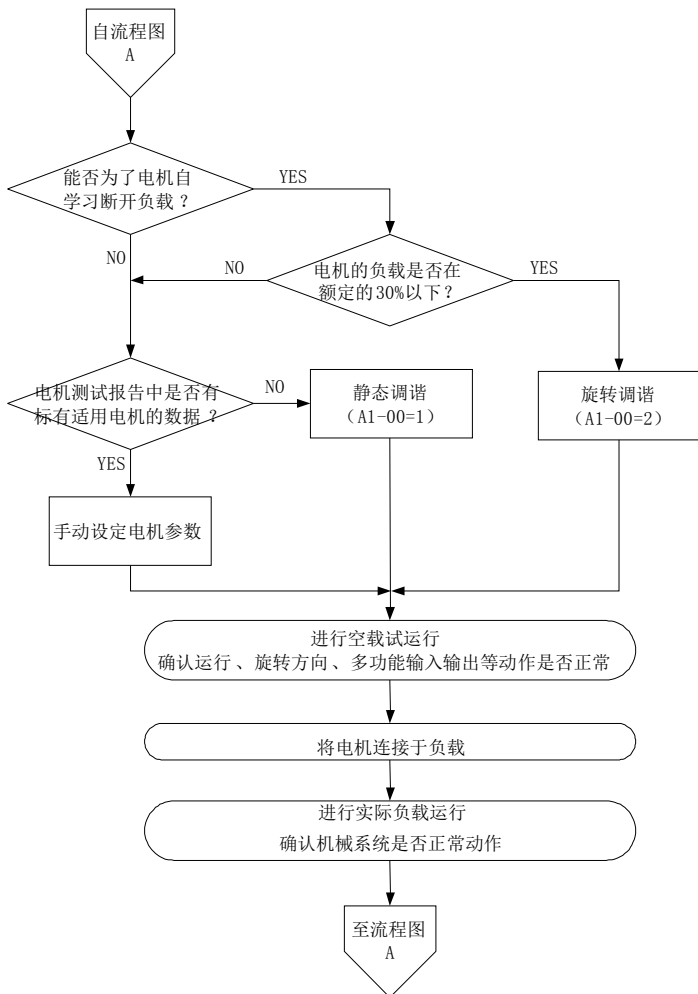 自流程图
A
能否为了电机自
学习断开负载？
YES
NO
电机的负载是否在
额定的30%以下？
NO
YES
电机测试报告中是否有
标有适用电机的数据？
NO
YES
静态调谐
（A1-00=1）
旋转调谐
（A1-00=2）
手动设定电机参数
进行空载试运行
确认运行、旋转方向、多功能输入输出等动作是否正常
将电机连接于负载
进行实际负载运行
确认机械系统是否正常动作
至流程图
A